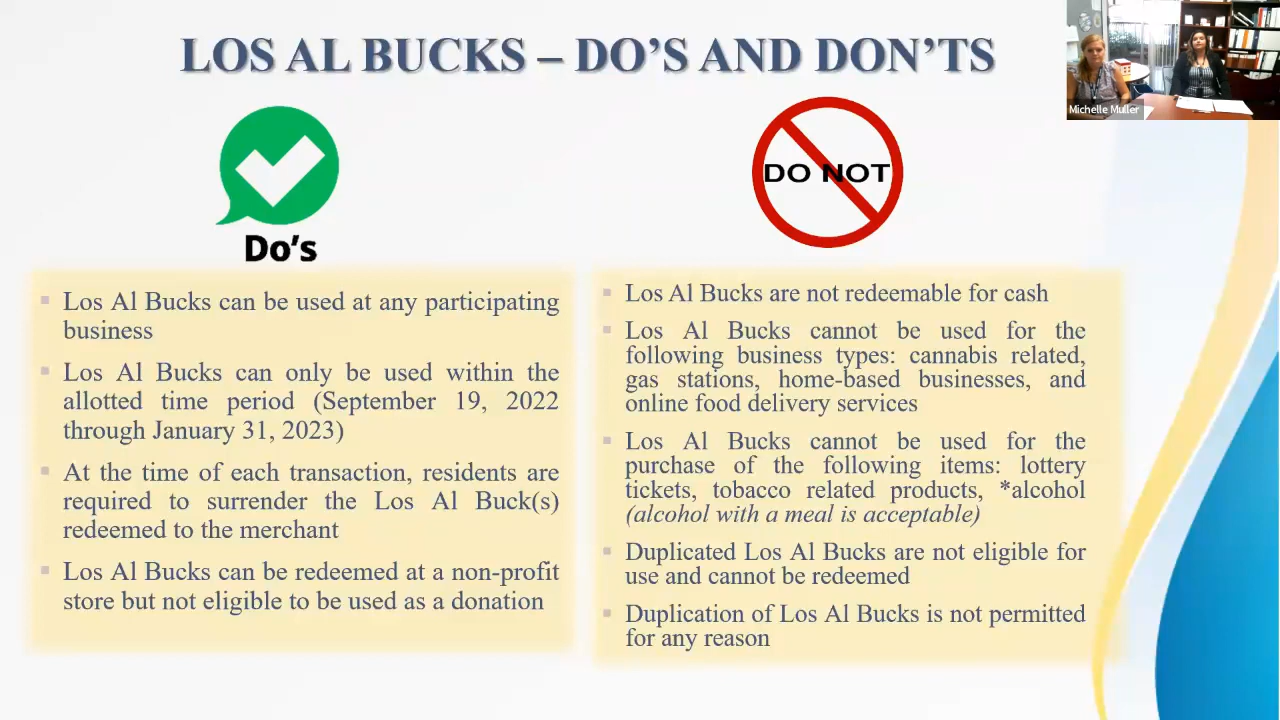 LOS AL BUCKS – DO’S AND DON’TS
Michelle Muller
Do’s
DO NOT
Los Al Bucks can be used at any participating
business
Los Al Bucks can only be used within the
allotted time period (September 19, 2022
through January 31, 2023)
At the time of each transaction, residents are
required to surrender the Los Al Buck(s)
redeemed to the merchant
Los Al Bucks can be redeemed at a non-profit
store but not eligible to be used as a donation
Los Al Bucks are not redeemable for cash
Los Al Bucks cannot be used for the
following business types: cannabis related,
gas stations, home-based businesses, and
online food delivery services
Los Al Bucks cannot be used for the
purchase of the following items: lottery
tickets, tobacco related products, *alcohol
(alcohol with a meal is acceptable)
Duplicated Los Al Bucks are not eligible for
use and cannot be redeemed
Duplication of Los Al Bucks is not permitted
for any reason